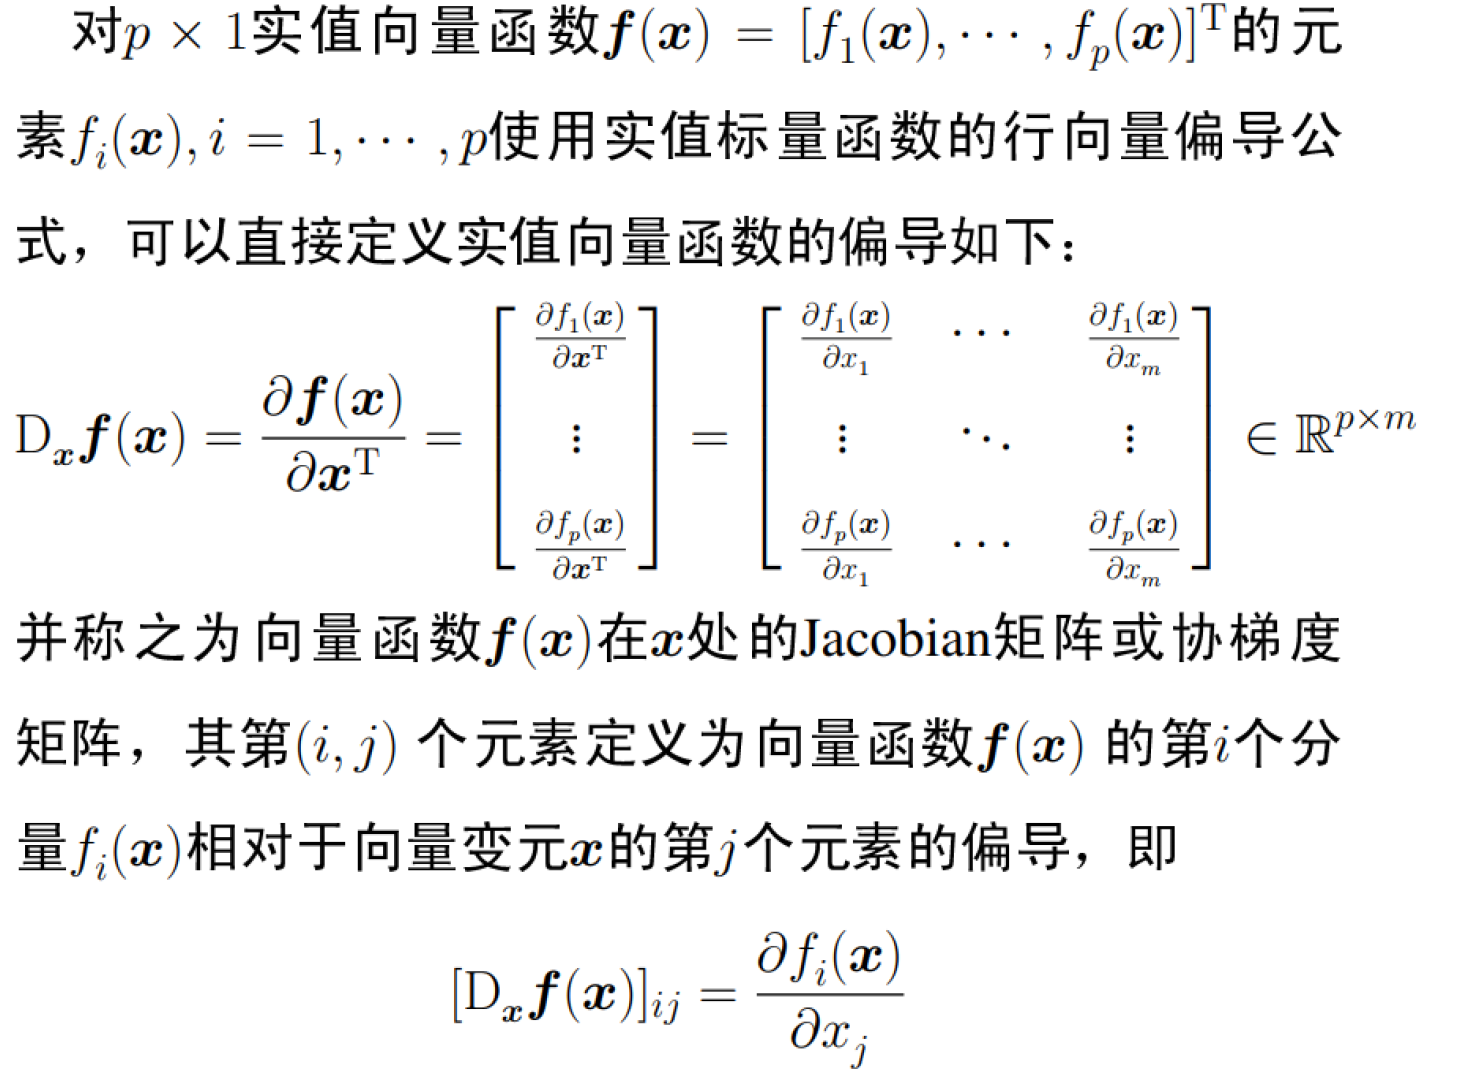 对$p \times 1$实值向量函数$\boldsymbol{f}(\boldsymbol{x}) = [f_1(\boldsymbol{x}), \cdots, f_p(\boldsymbol{x})]^{\mathrm{T}}$的元
素$f_i(\boldsymbol{x}), i = 1, \cdots, p$使用实值标量函数的行向量偏导公
式，可以直接定义实值向量函数的偏导如下：
$\mathrm{D}_{\boldsymbol{x}}\boldsymbol{f}(\boldsymbol{x}) = \frac{\partial \boldsymbol{f}(\boldsymbol{x})}{\partial \boldsymbol{x}^{\mathrm{T}}} = \begin{bmatrix} \frac{\partial f_1(\boldsymbol{x})}{\partial \boldsymbol{x}^{\mathrm{T}}} \\ \vdots \\ \frac{\partial f_p(\boldsymbol{x})}{\partial \boldsymbol{x}^{\mathrm{T}}} \end{bmatrix} = \begin{bmatrix} \frac{\partial f_1(\boldsymbol{x})}{\partial x_1} & \cdots & \frac{\partial f_1(\boldsymbol{x})}{\partial x_m} \\ \vdots & \ddots & \vdots \\ \frac{\partial f_p(\boldsymbol{x})}{\partial x_1} & \cdots & \frac{\partial f_p(\boldsymbol{x})}{\partial x_m} \end{bmatrix} \in \mathbb{R}^{p \times m}$
并称之为向量函数$\boldsymbol{f}(\boldsymbol{x})$在$\boldsymbol{x}$处的Jacobian矩阵或协梯度
矩阵，其第$(i, j)$ 个元素定义为向量函数$\boldsymbol{f}(\boldsymbol{x})$ 的第$i$个分
量$f_i(\boldsymbol{x})$相对于向量变元$\boldsymbol{x}$的第$j$个元素的偏导，即
$[\mathrm{D}_{\boldsymbol{x}}\boldsymbol{f}(\boldsymbol{x})]_{ij} = \frac{\partial f_i(\boldsymbol{x})}{\partial x_j}$